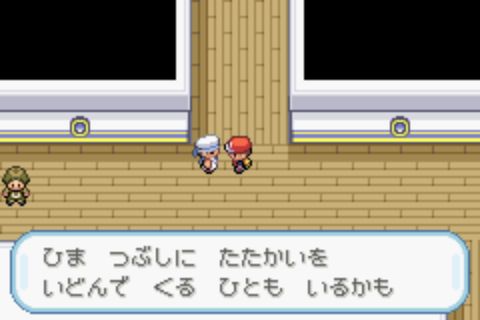 ひま　つぶしに　たたかいを
いどんで　くる　ひとも　いるかも